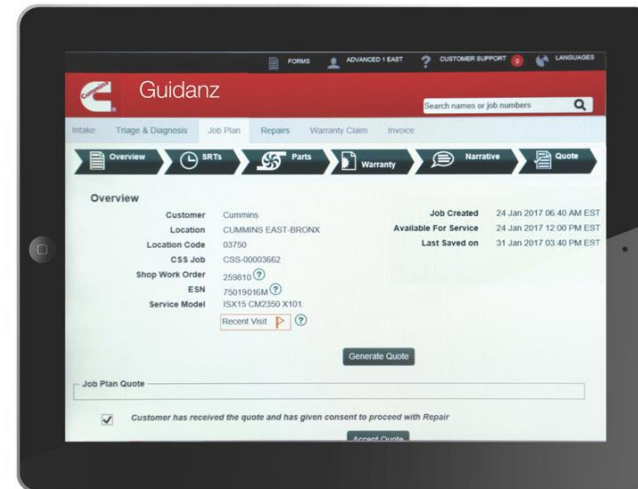 FORMS ADVANCED 1 EAST ? CUSTOMER SUPPORT 0 LANGUAGES
Cummins Guidanz
Search names or job numbers
Intake Triage & Diagnosis Job Plan Repairs Warranty Claim Invoice
Overview SRTs Parts Warranty Narrative Quote
Overview
Customer Cummins Job Created 24 Jan 2017 06:40 AM EST
Location CUMMINS EAST-BRONX Available For Service 24 Jan 2017 12:00 PM EST
Location Code 03750 Last Saved on 31 Jan 2017 03:40 PM EST
CSS Job CSS-00003662
Shop Work Order 259810 ?
ESN 75019016M ?
Service Model ISX15 CM2350 X101
Recent Visit ?
Generate Quote
Job Plan Quote
Customer has received the quote and has given consent to proceed with Repair
Accept Quote